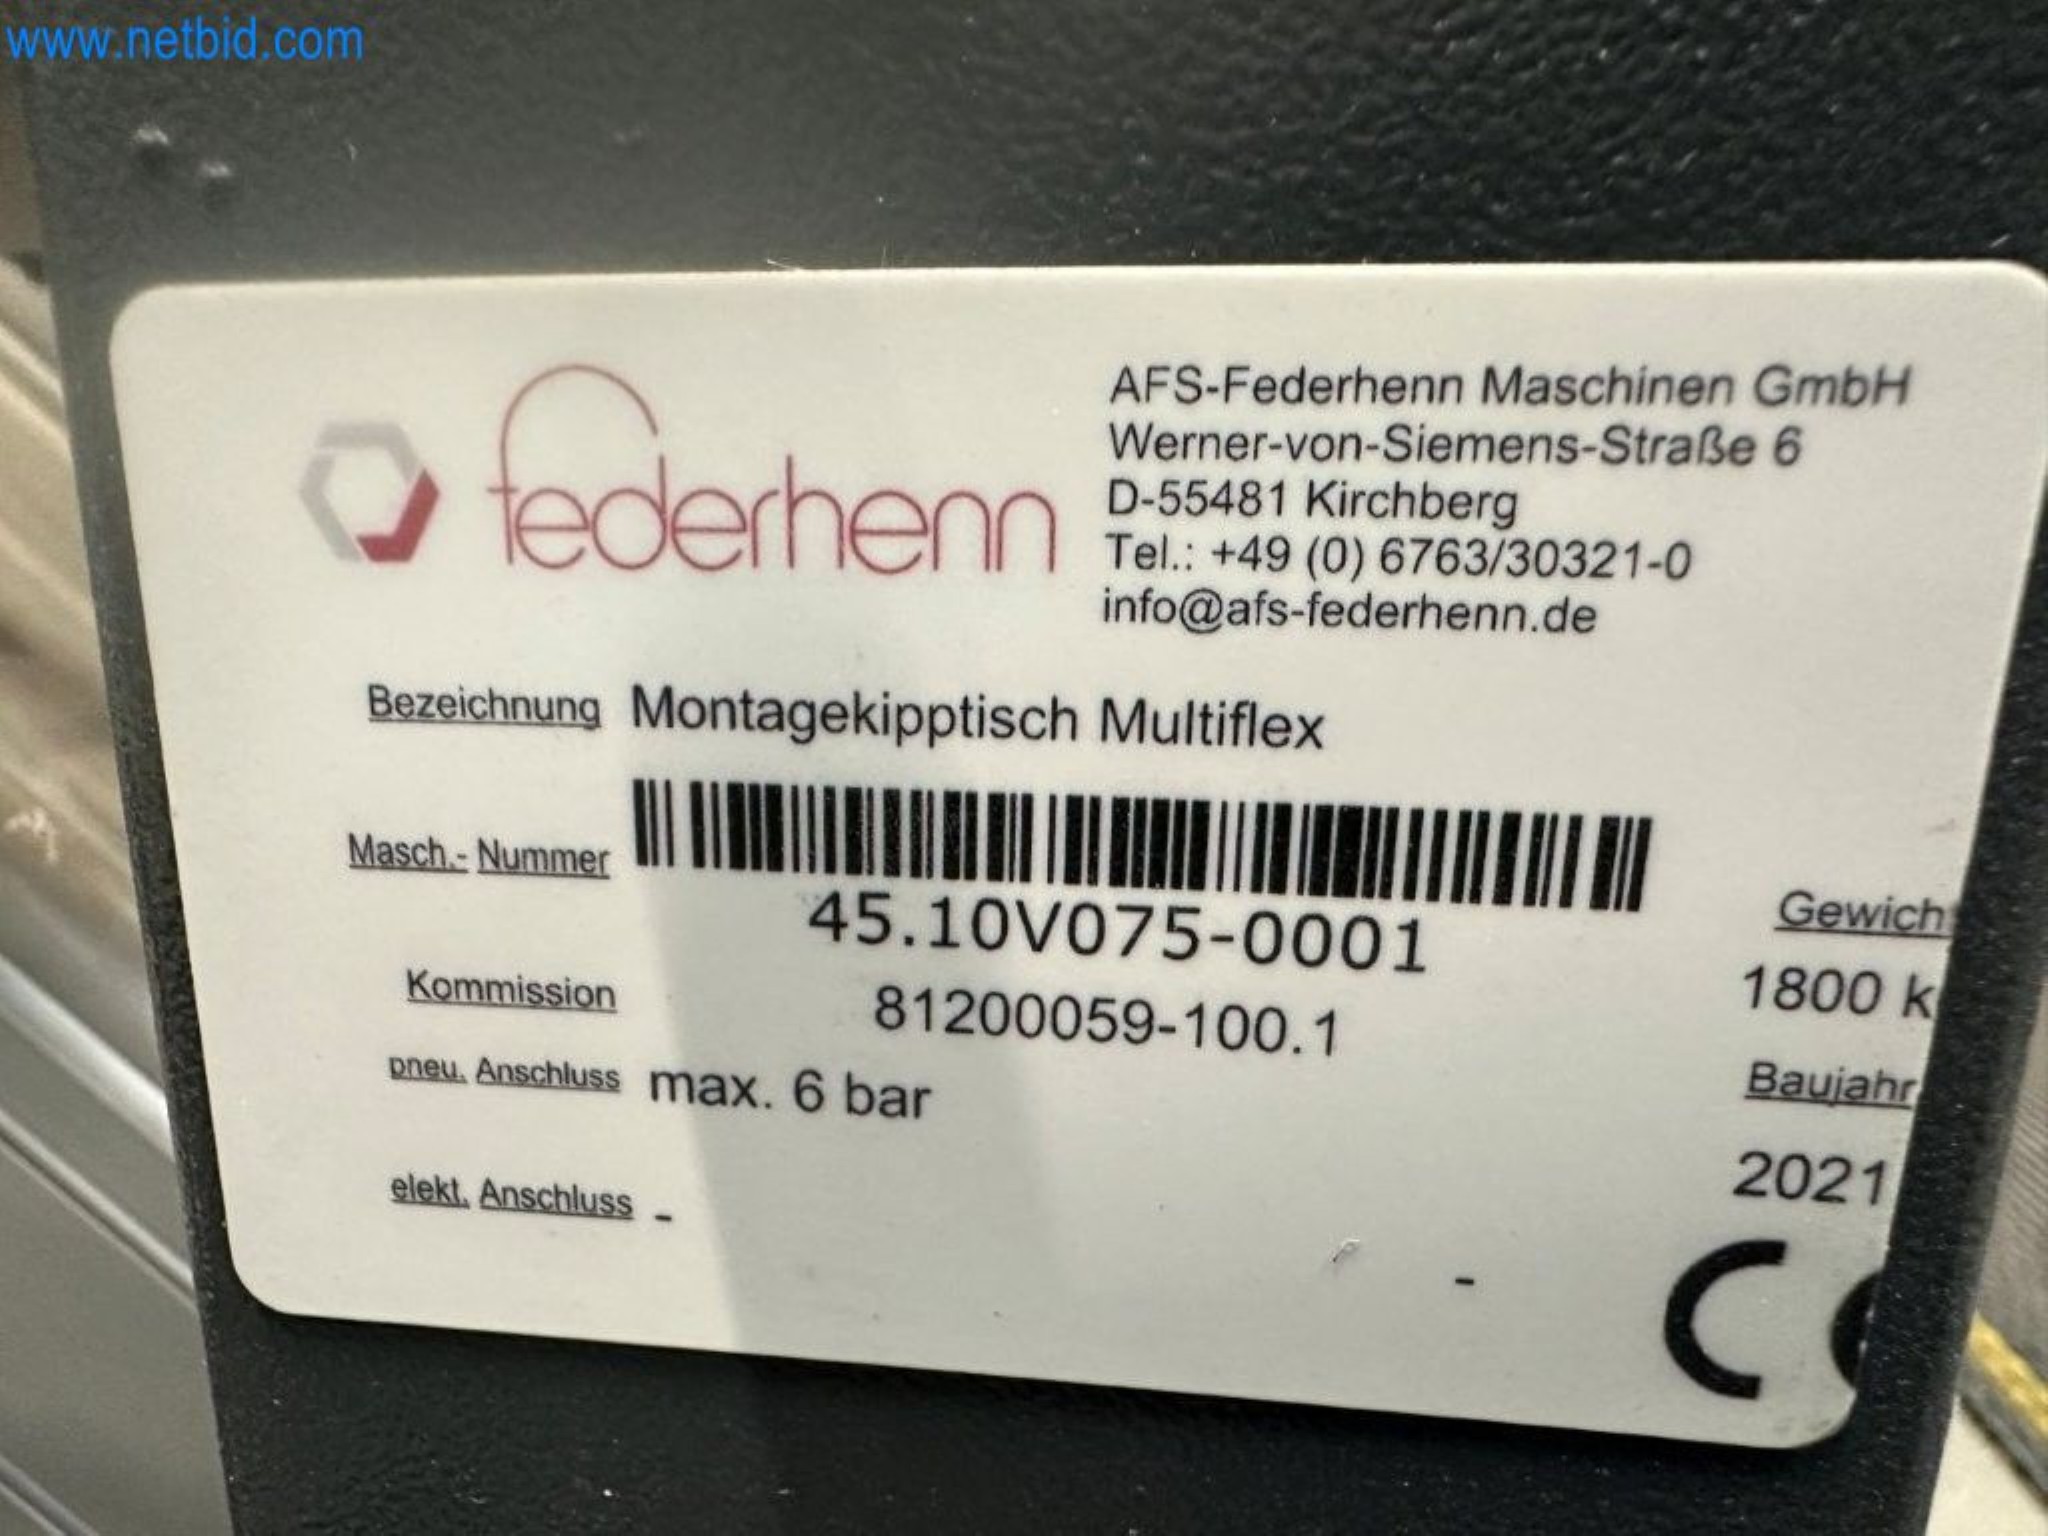 www.netbid.com
federhenn
AFS-Federhenn Maschinen GmbH
Werner-von-Siemens-Straße 6
D-55481 Kirchberg
Tel.: +49 (0) 6763/30321-0
info@afs-federhenn.de
Bezeichnung Montagekipptisch Multiflex
Masch.- Nummer
45.10V075-0001
Gewich
Kommission 81200059-100.1
1800 k
pneu. Anschluss max. 6 bar
Baujahr
2021
elekt. Anschluss -
-
CE